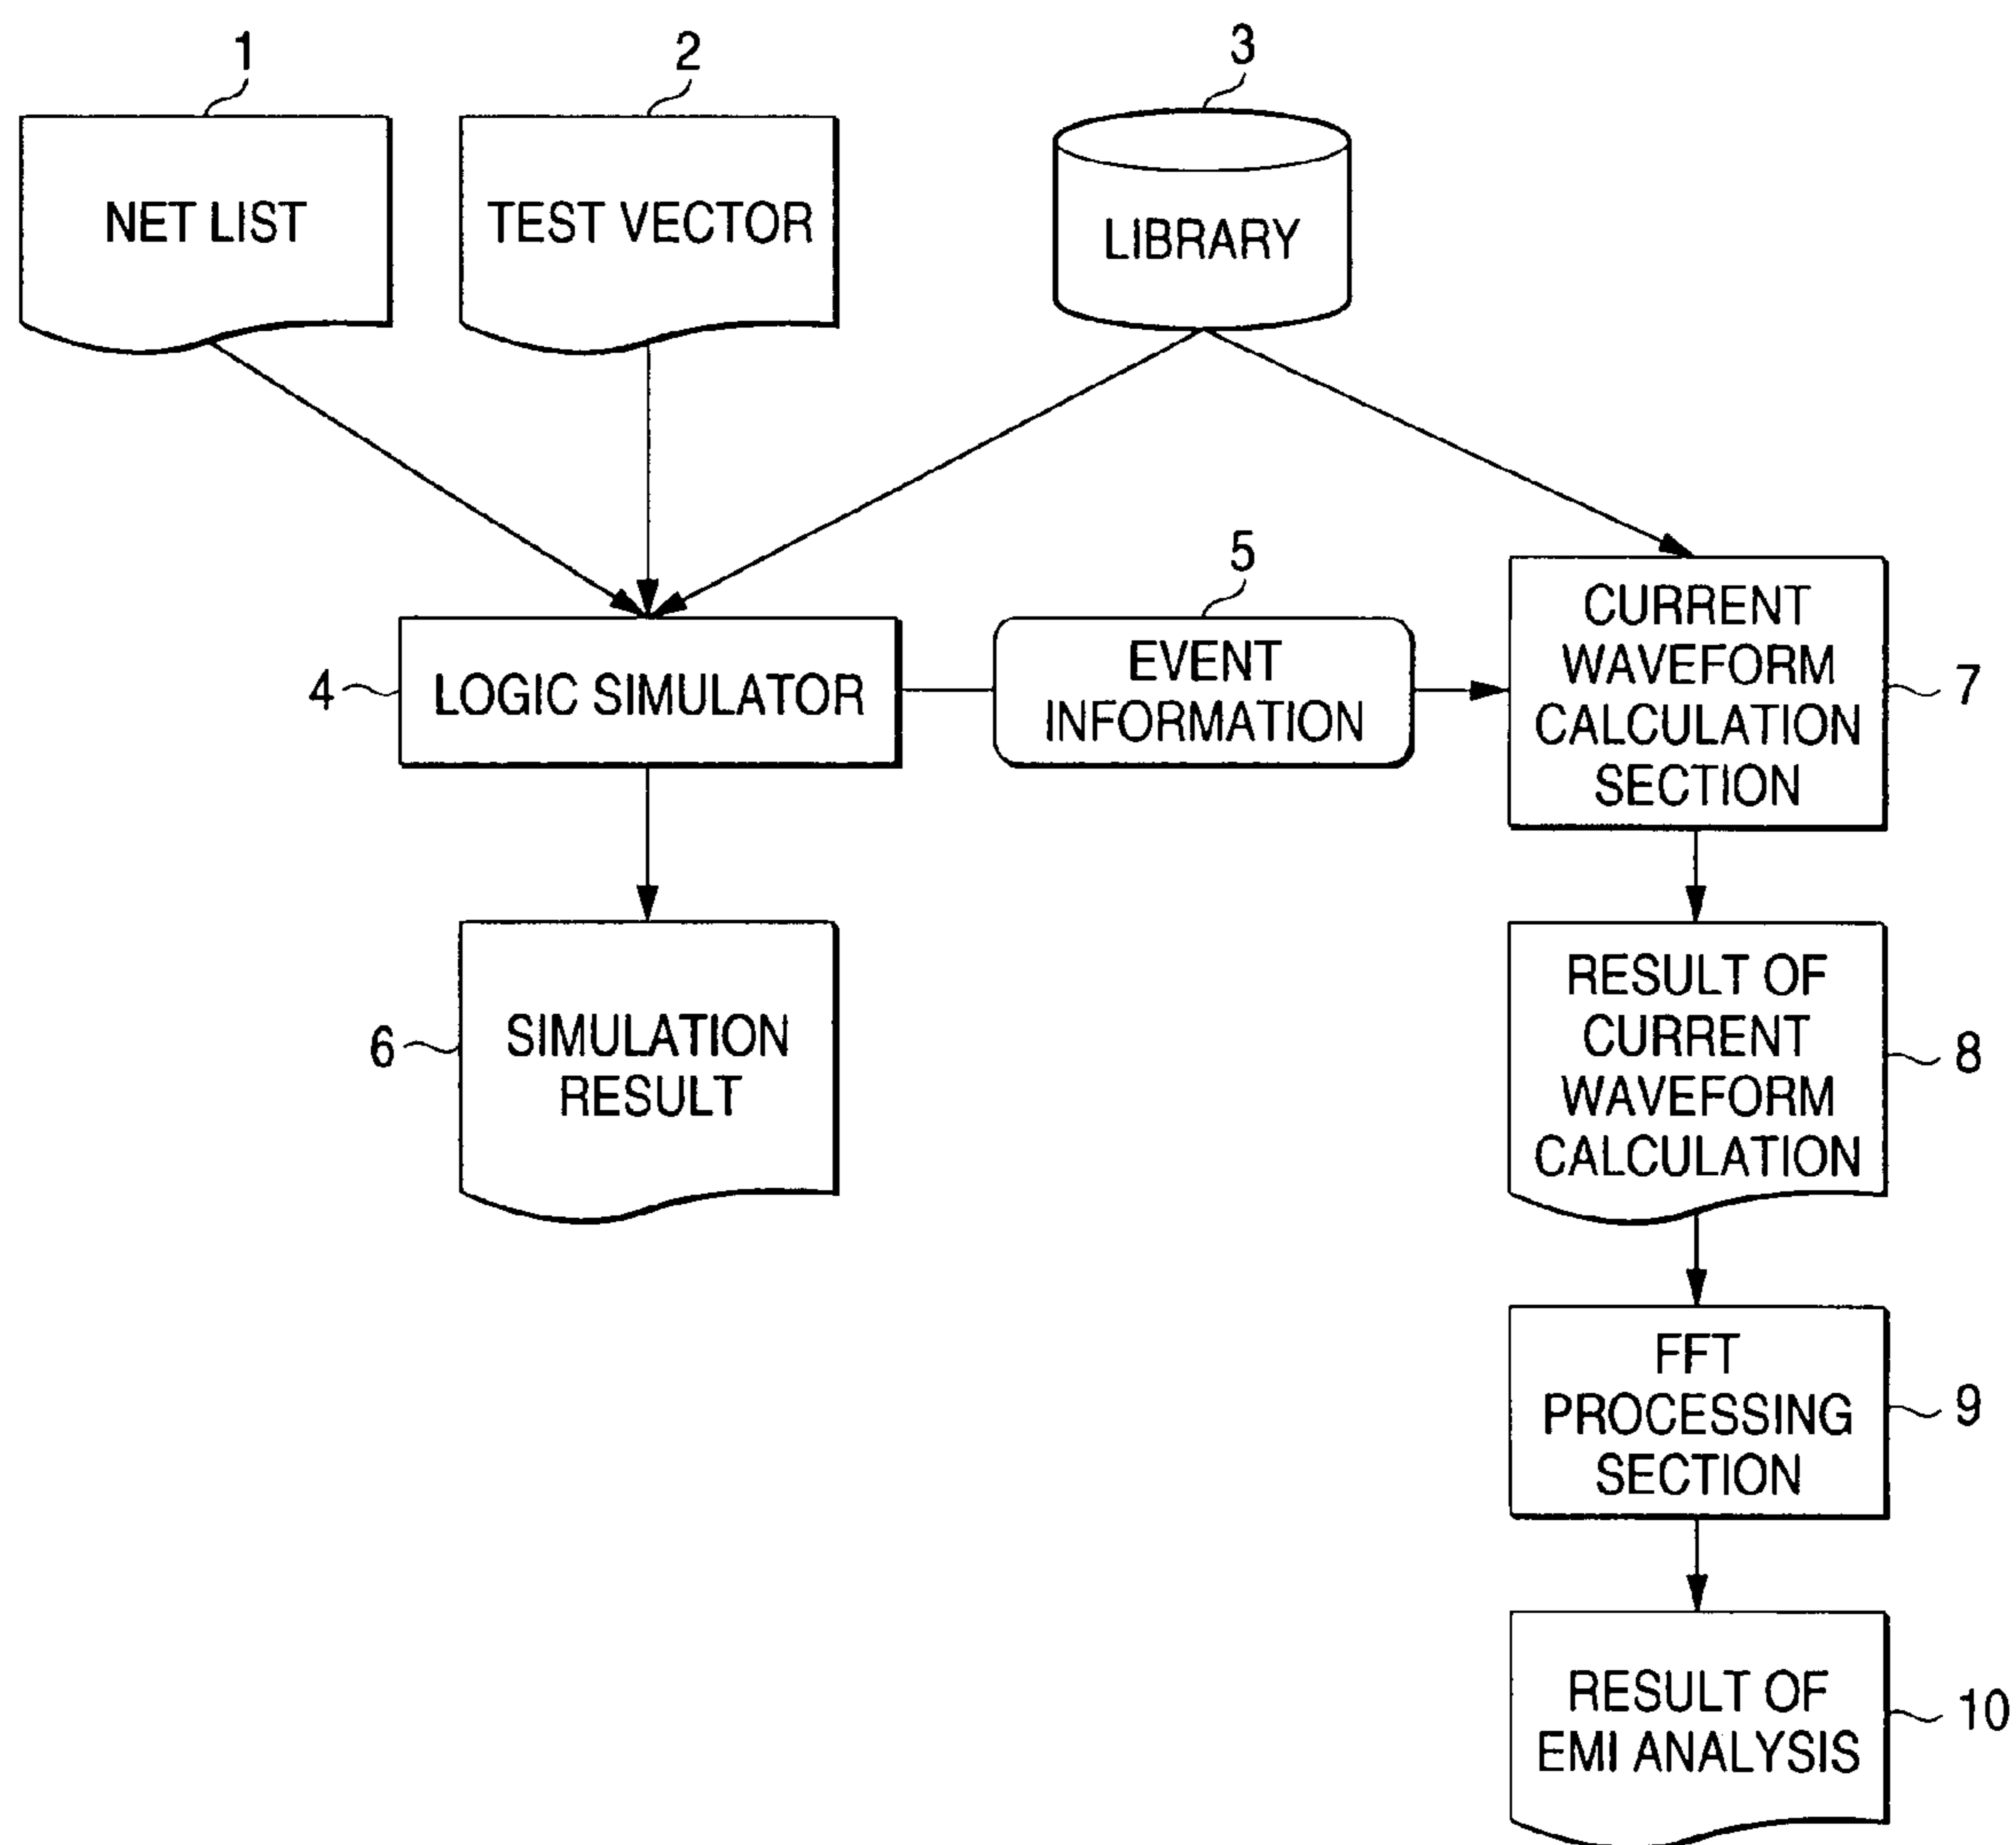 1
2
3
NET LIST
TEST VECTOR
LIBRARY
4
LOGIC SIMULATOR
5
EVENT
INFORMATION
CURRENT
WAVEFORM
CALCULATION
SECTION
7
6
SIMULATION
RESULT
RESULT OF
CURRENT
WAVEFORM
CALCULATION
8
FFT
PROCESSING
SECTION
9
RESULT OF
EMI ANALYSIS
10